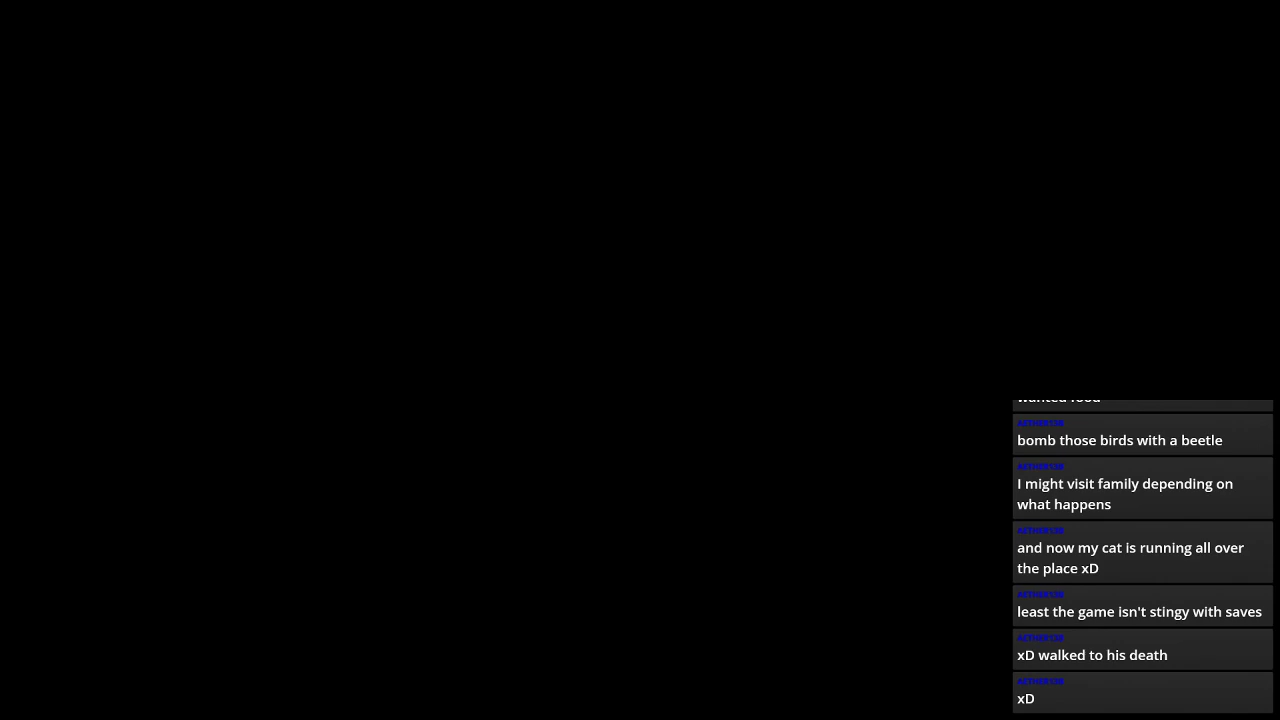 bomb those birds with a beetle
I might visit family depending on
what happens
and now my cat is running all over
the place xD
least the game isn't stingy with saves
xD walked to his death
xD